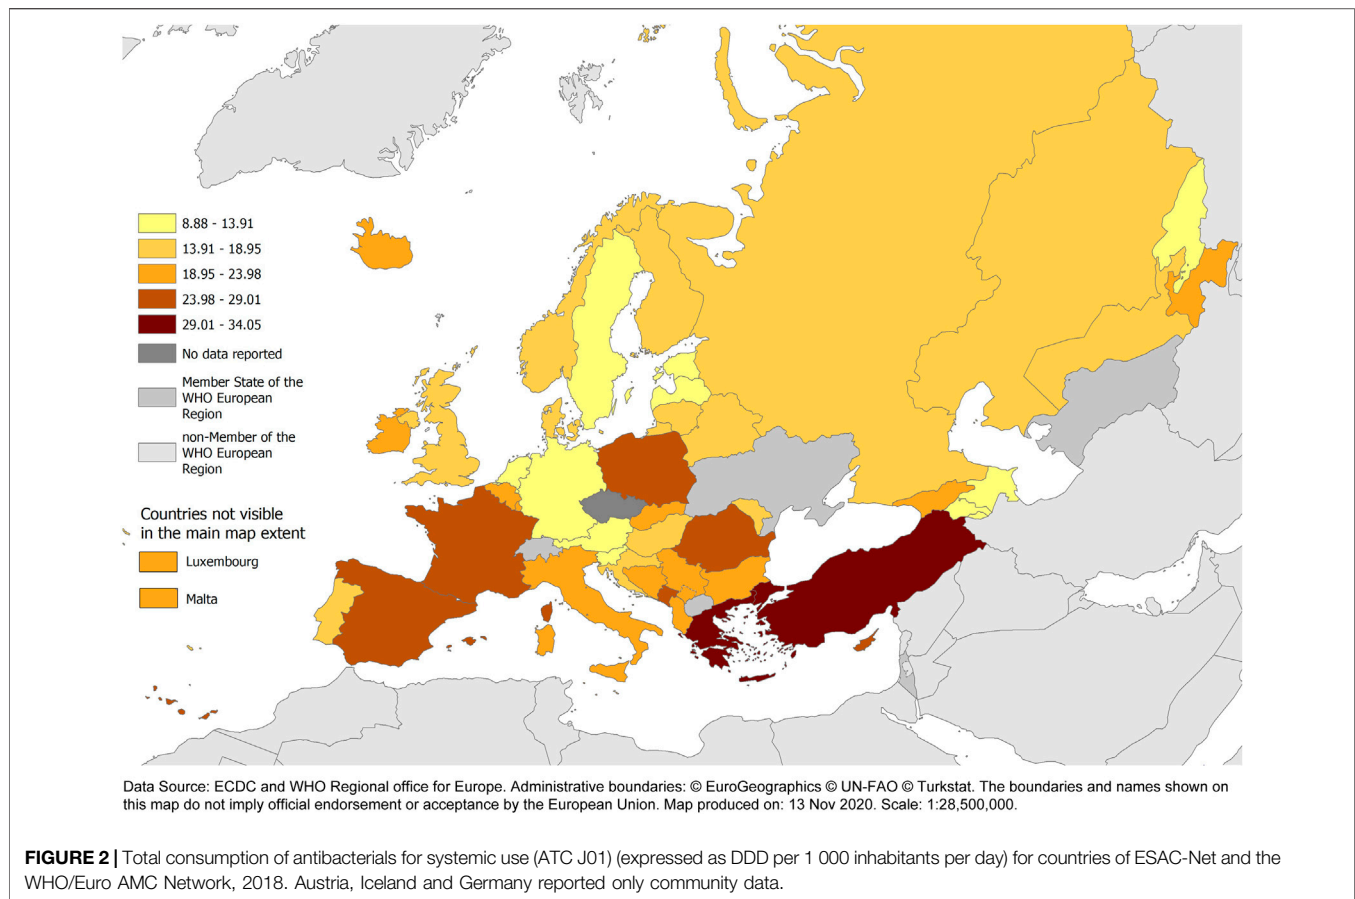 8.88 - 13.91
13.91 - 18.95
18.95 - 23.98
23.98 - 29.01
29.01 - 34.05
No data reported
Member State of the
WHO European
Region
non-Member of the
WHO European
Region
Countries not visible
in the main map extent
Luxembourg
Malta
Data Source: ECDC and WHO Regional office for Europe. Administrative boundaries: © EuroGeographics © UN-FAO © Turkstat. The boundaries and names shown on
this map do not imply official endorsement or acceptance by the European Union. Map produced on: 13 Nov 2020. Scale: 1:28,500,000.
FIGURE 2 | Total consumption of antibacterials for systemic use (ATC J01) (expressed as DDD per 1 000 inhabitants per day) for countries of ESAC-Net and the
WHO/Euro AMC Network, 2018. Austria, Iceland and Germany reported only community data.